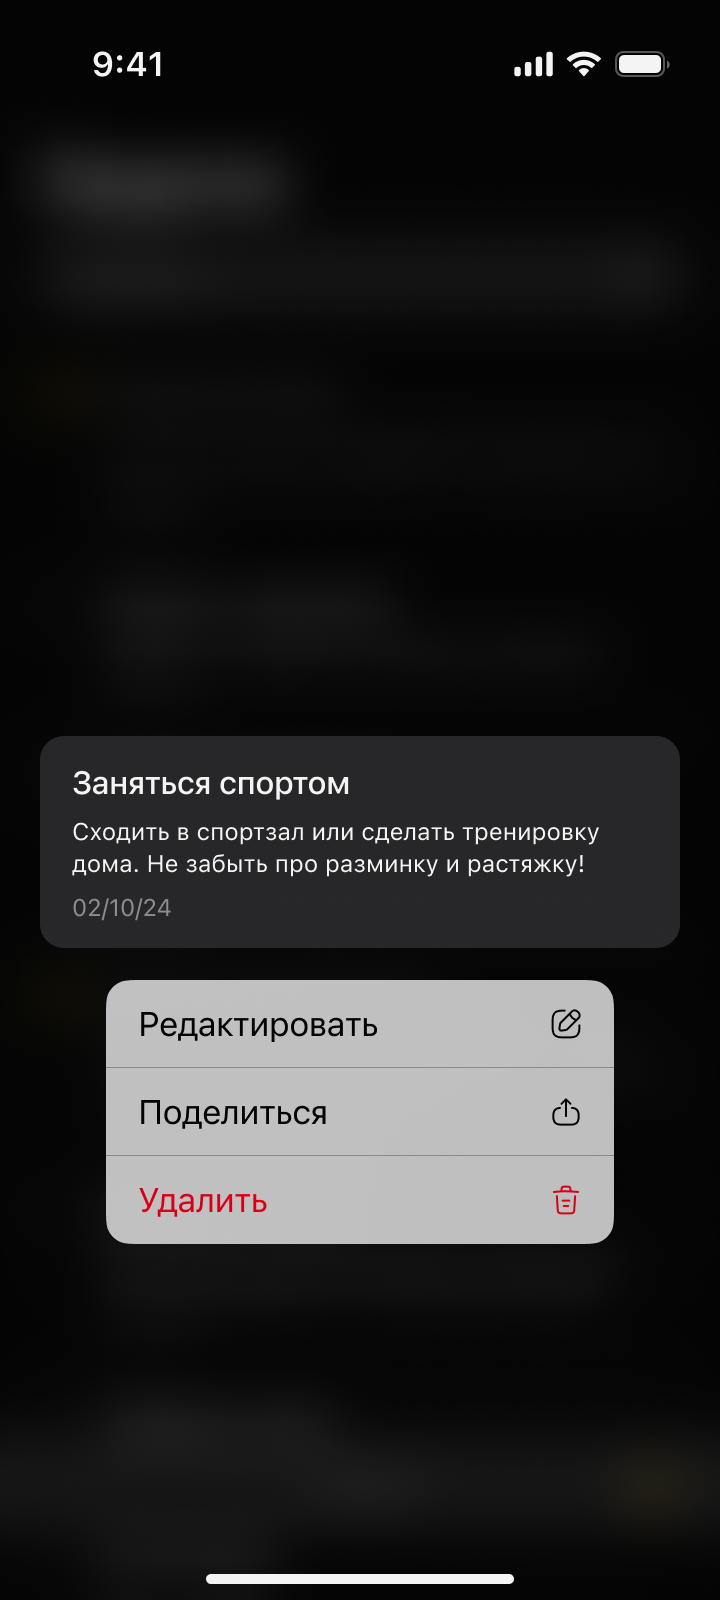 9:41
Заняться спортом
Сходить в спортзал или сделать тренировку
дома. Не забыть про разминку и растяжку!
02/10/24
Редактировать
Поделиться
Удалить